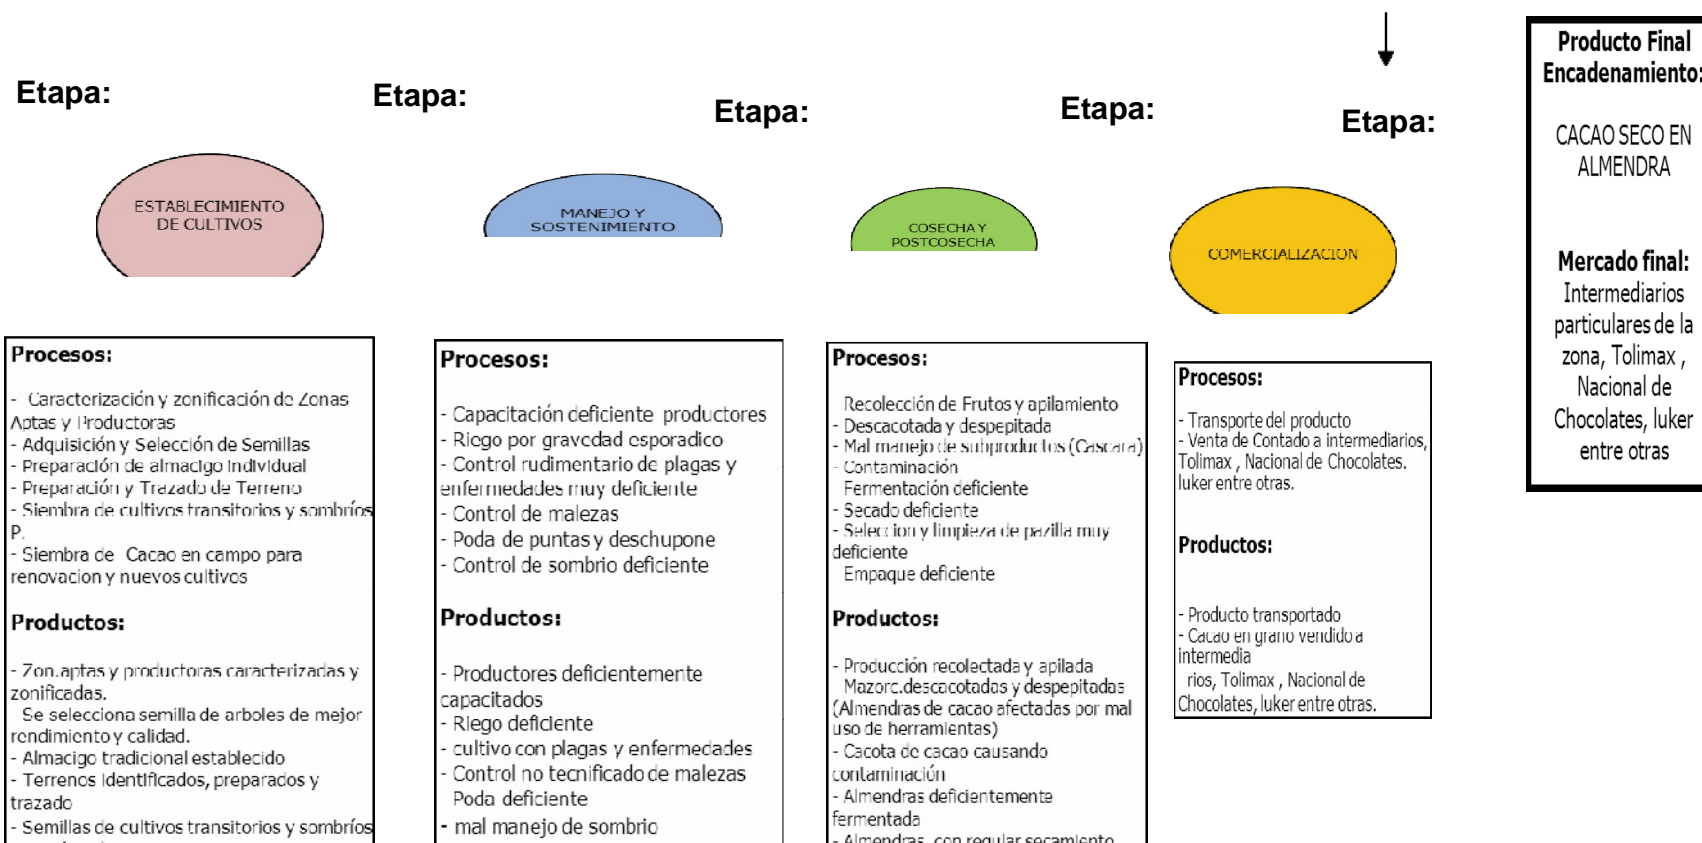 Etapa:
Etapa:
Etapa:
Etapa:
Etapa:
ESTABLECIMIENTO
DE CULTIVOS
MANEJO Y
SOSTENIMIENTO
COSECHA Y
POSTCOSECHA
COMERCIALIZACION
Procesos:
- Caracterización y zonificación de Zonas
Aptas y Productoras
- Adquisición y Selección de Semillas
- Preparación de almacigo individual
- Preparación y Trazado de Terreno
- Siembra de cultivos transitorios y sombríos
P.
- Siembra de Cacao en campo para
renovacion y nuevos cultivos
Productos:
- Zon.aptas y productoras caracterizadas y
zonificadas.
Se selecciona semilla de arboles de mejor
rendimiento y calidad.
- Almacigo tradicional establecido
- Terrenos identificados, preparados y
trazado
- Semillas de cultivos transitorios y sombríos
Procesos:
- Capacitación deficiente productores
- Riego por gravedad esporadico
- Control rudimentario de plagas y
enfermedades muy deficiente
- Control de malezas
- Poda de puntas y deschupone
- Control de sombrio deficiente
Productos:
- Productores deficientemente
capacitados
- Riego deficiente
- cultivo con plagas y enfermedades
- Control no tecnificado de malezas
Poda deficiente
- mal manejo de sombrio
Procesos:
Recolección de Frutos y apilamiento
- Descacotada y despepitada
- Mal manejo de subproductos (Cascara)
- Contaminación
Fermentación deficiente
- Secado deficiente
- Seleccion y limpieza de pazilla muy
deficiente
Empaque deficiente
Productos:
- Producción recolectada y apilada
Mazorc.descacotadas y despepitadas
(Almendras de cacao afectadas por mal
uso de herramientas)
- Cacota de cacao causando
contaminación
- Almendras deficientemente
fermentada
- Almendras con regular secamiento
Procesos:
- Transporte del producto
- Venta de Contado a intermediarios,
Tolimax , Nacional de Chocolates.
luker entre otras.
Productos:
- Producto transportado
- Cacao en grano vendido a
intermedia
rios, Tolimax , Nacional de
Chocolates, luker entre otras.
Producto Final
Encadenamiento:
CACAO SECO EN
ALMENDRA
Mercado final:
Intermediarios
particulares de la
zona, Tolimax ,
Nacional de
Chocolates, luker
entre otras